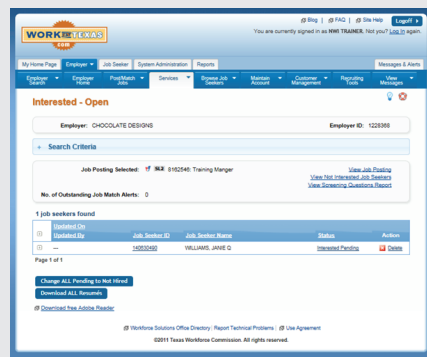 Blog | FAQ | Site Help Logoff
WORK IN TEXAS
.com
You are currently signed in as NWI TRAINER. Not you? Log in again.
My Home Page Employer Job Seeker System Administration Reports Messages & Alerts
Employer Search Employer Home Post/Match Jobs Services Browse Job Seekers Maintain Account Customer Management Recruiting Tools View Messages
Interested - Open
Employer: CHOCOLATE DESIGNS Employer ID: 1228368
+ Search Criteria
Job Posting Selected: 8162546: Training Manger View Job Posting
View Not Interested Job Seekers
View Screening Questions Report
No. of Outstanding Job Match Alerts: 0
1 job seekers found
Updated On
Updated By Job Seeker ID Job Seeker Name Status Action
--- 140530490 WILLIAMS, JANIE Q Interested Pending Delete
Page 1 of 1
Change ALL Pending to Not Hired
Download ALL Resumés
Download free Adobe Reader
Workforce Solutions Office Directory | Report Technical Problems | Use Agreement
©2011 Texas Workforce Commission. All rights reserved.